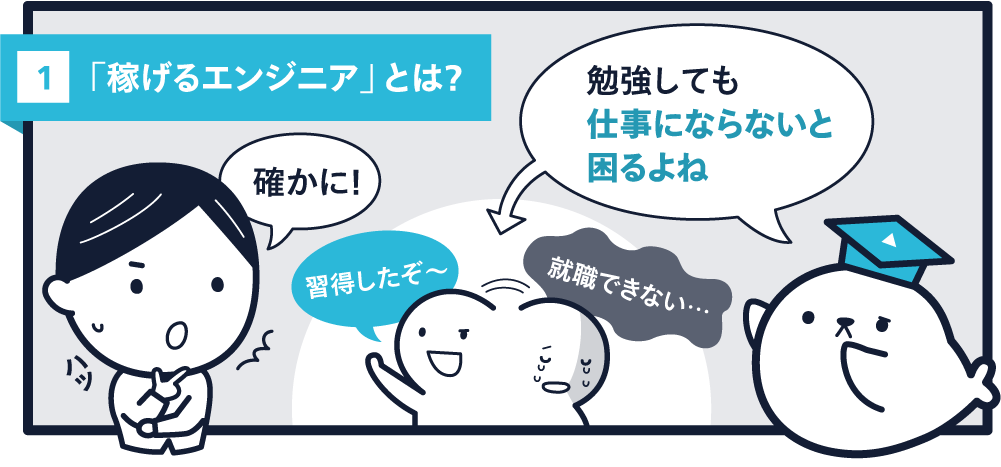 1 「稼げるエンジニア」とは?
勉強しても
仕事にならないと
困るよね
確かに!
習得したぞ～
就職できない…